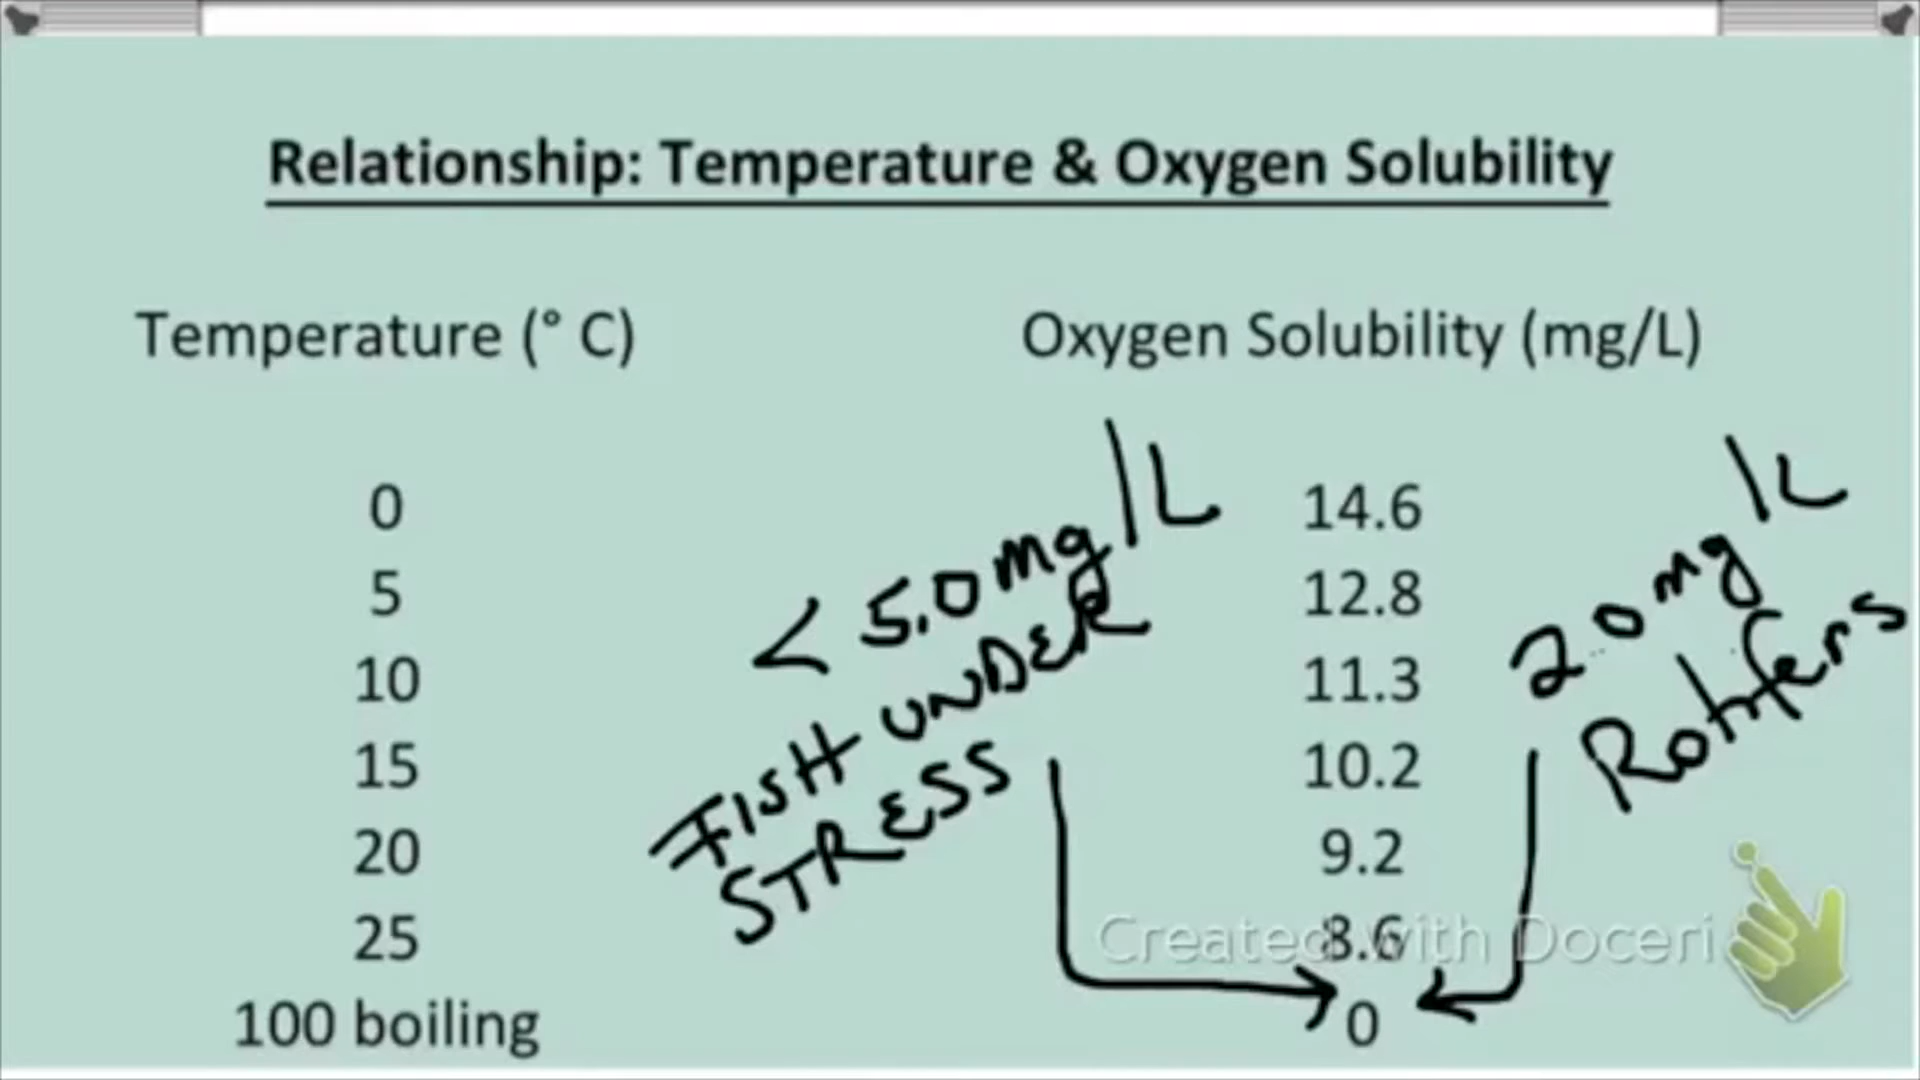 Relationship: Temperature & Oxygen Solubility
Temperature (° C) Oxygen Solubility (mg/L)
0 14.6
5 12.8
10 11.3
15 10.2
20 9.2
25 8.6
100 boiling 0
< 5.0 mg/L
FISH UNDER
STRESS
2.0 mg/L
Rotifers
Created with Doceri